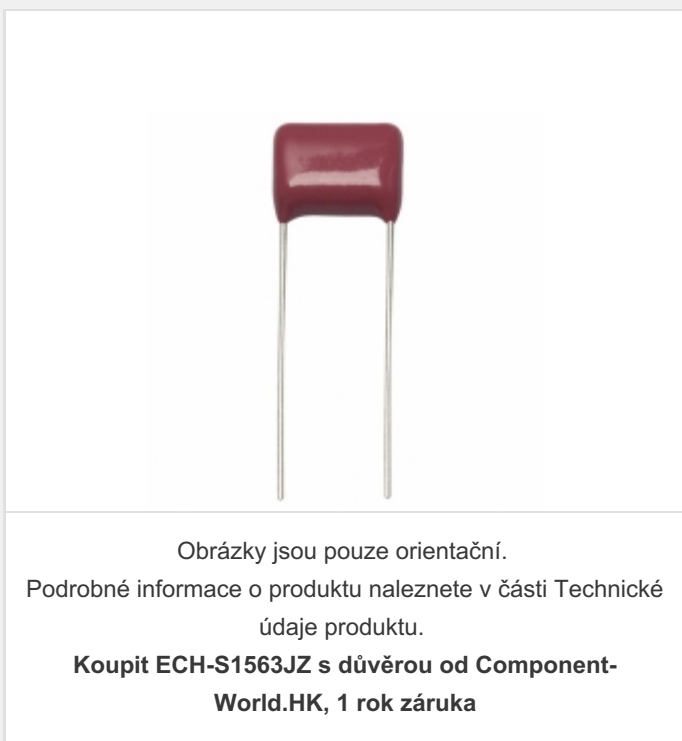 Obrázky jsou pouze orientační.
Podrobné informace o produktu naleznete v části Technické
údaje produktu.
Koupit ECH-S1563JZ s důvěrou od Component-
World.HK, 1 rok záruka